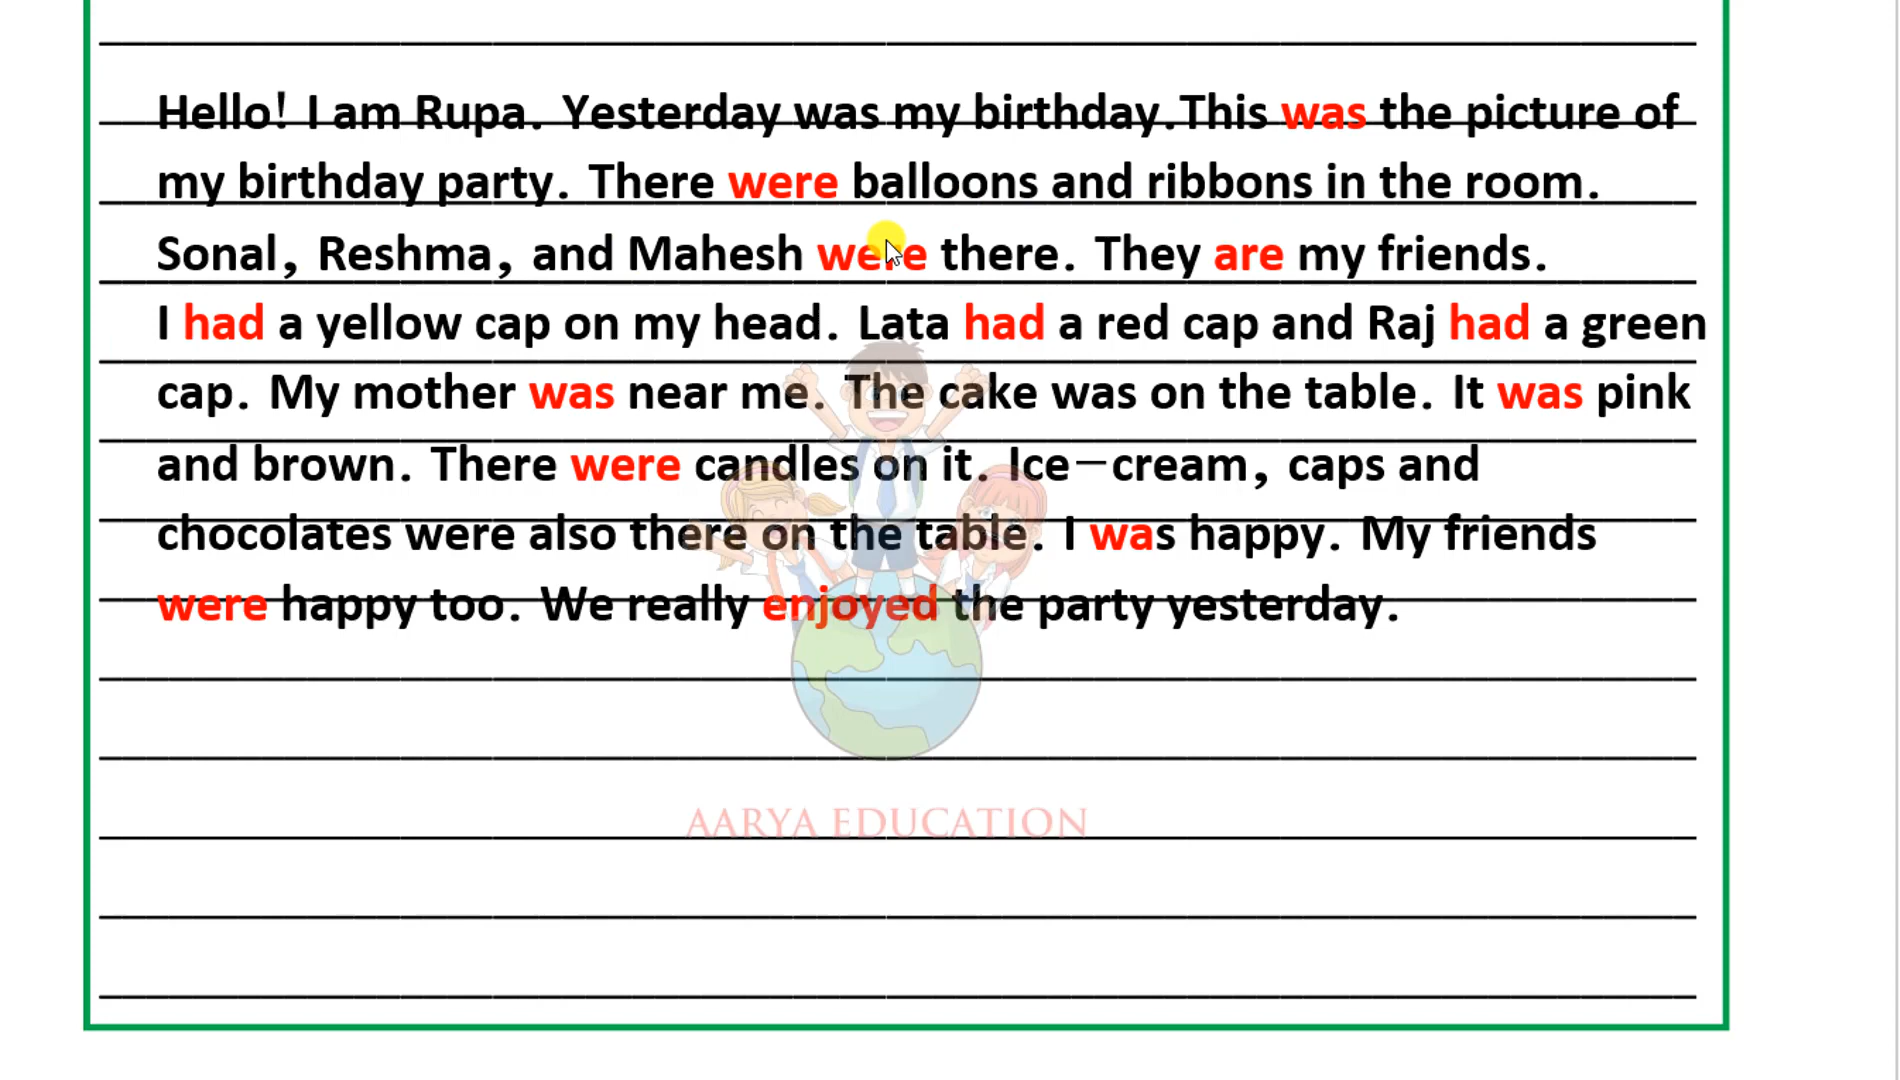 Hello! I am Rupa. Yesterday was my birthday.This was the picture of
my birthday party. There were balloons and ribbons in the room.
Sonal, Reshma, and Mahesh were there. They are my friends.
I had a yellow cap on my head. Lata had a red cap and Raj had a green
cap. My mother was near me. The cake was on the table. It was pink
and brown. There were candles on it. Ice-cream, caps and
chocolates were also there on the table. I was happy. My friends
were happy too. We really enjoyed the party yesterday.
AARYA EDUCATION